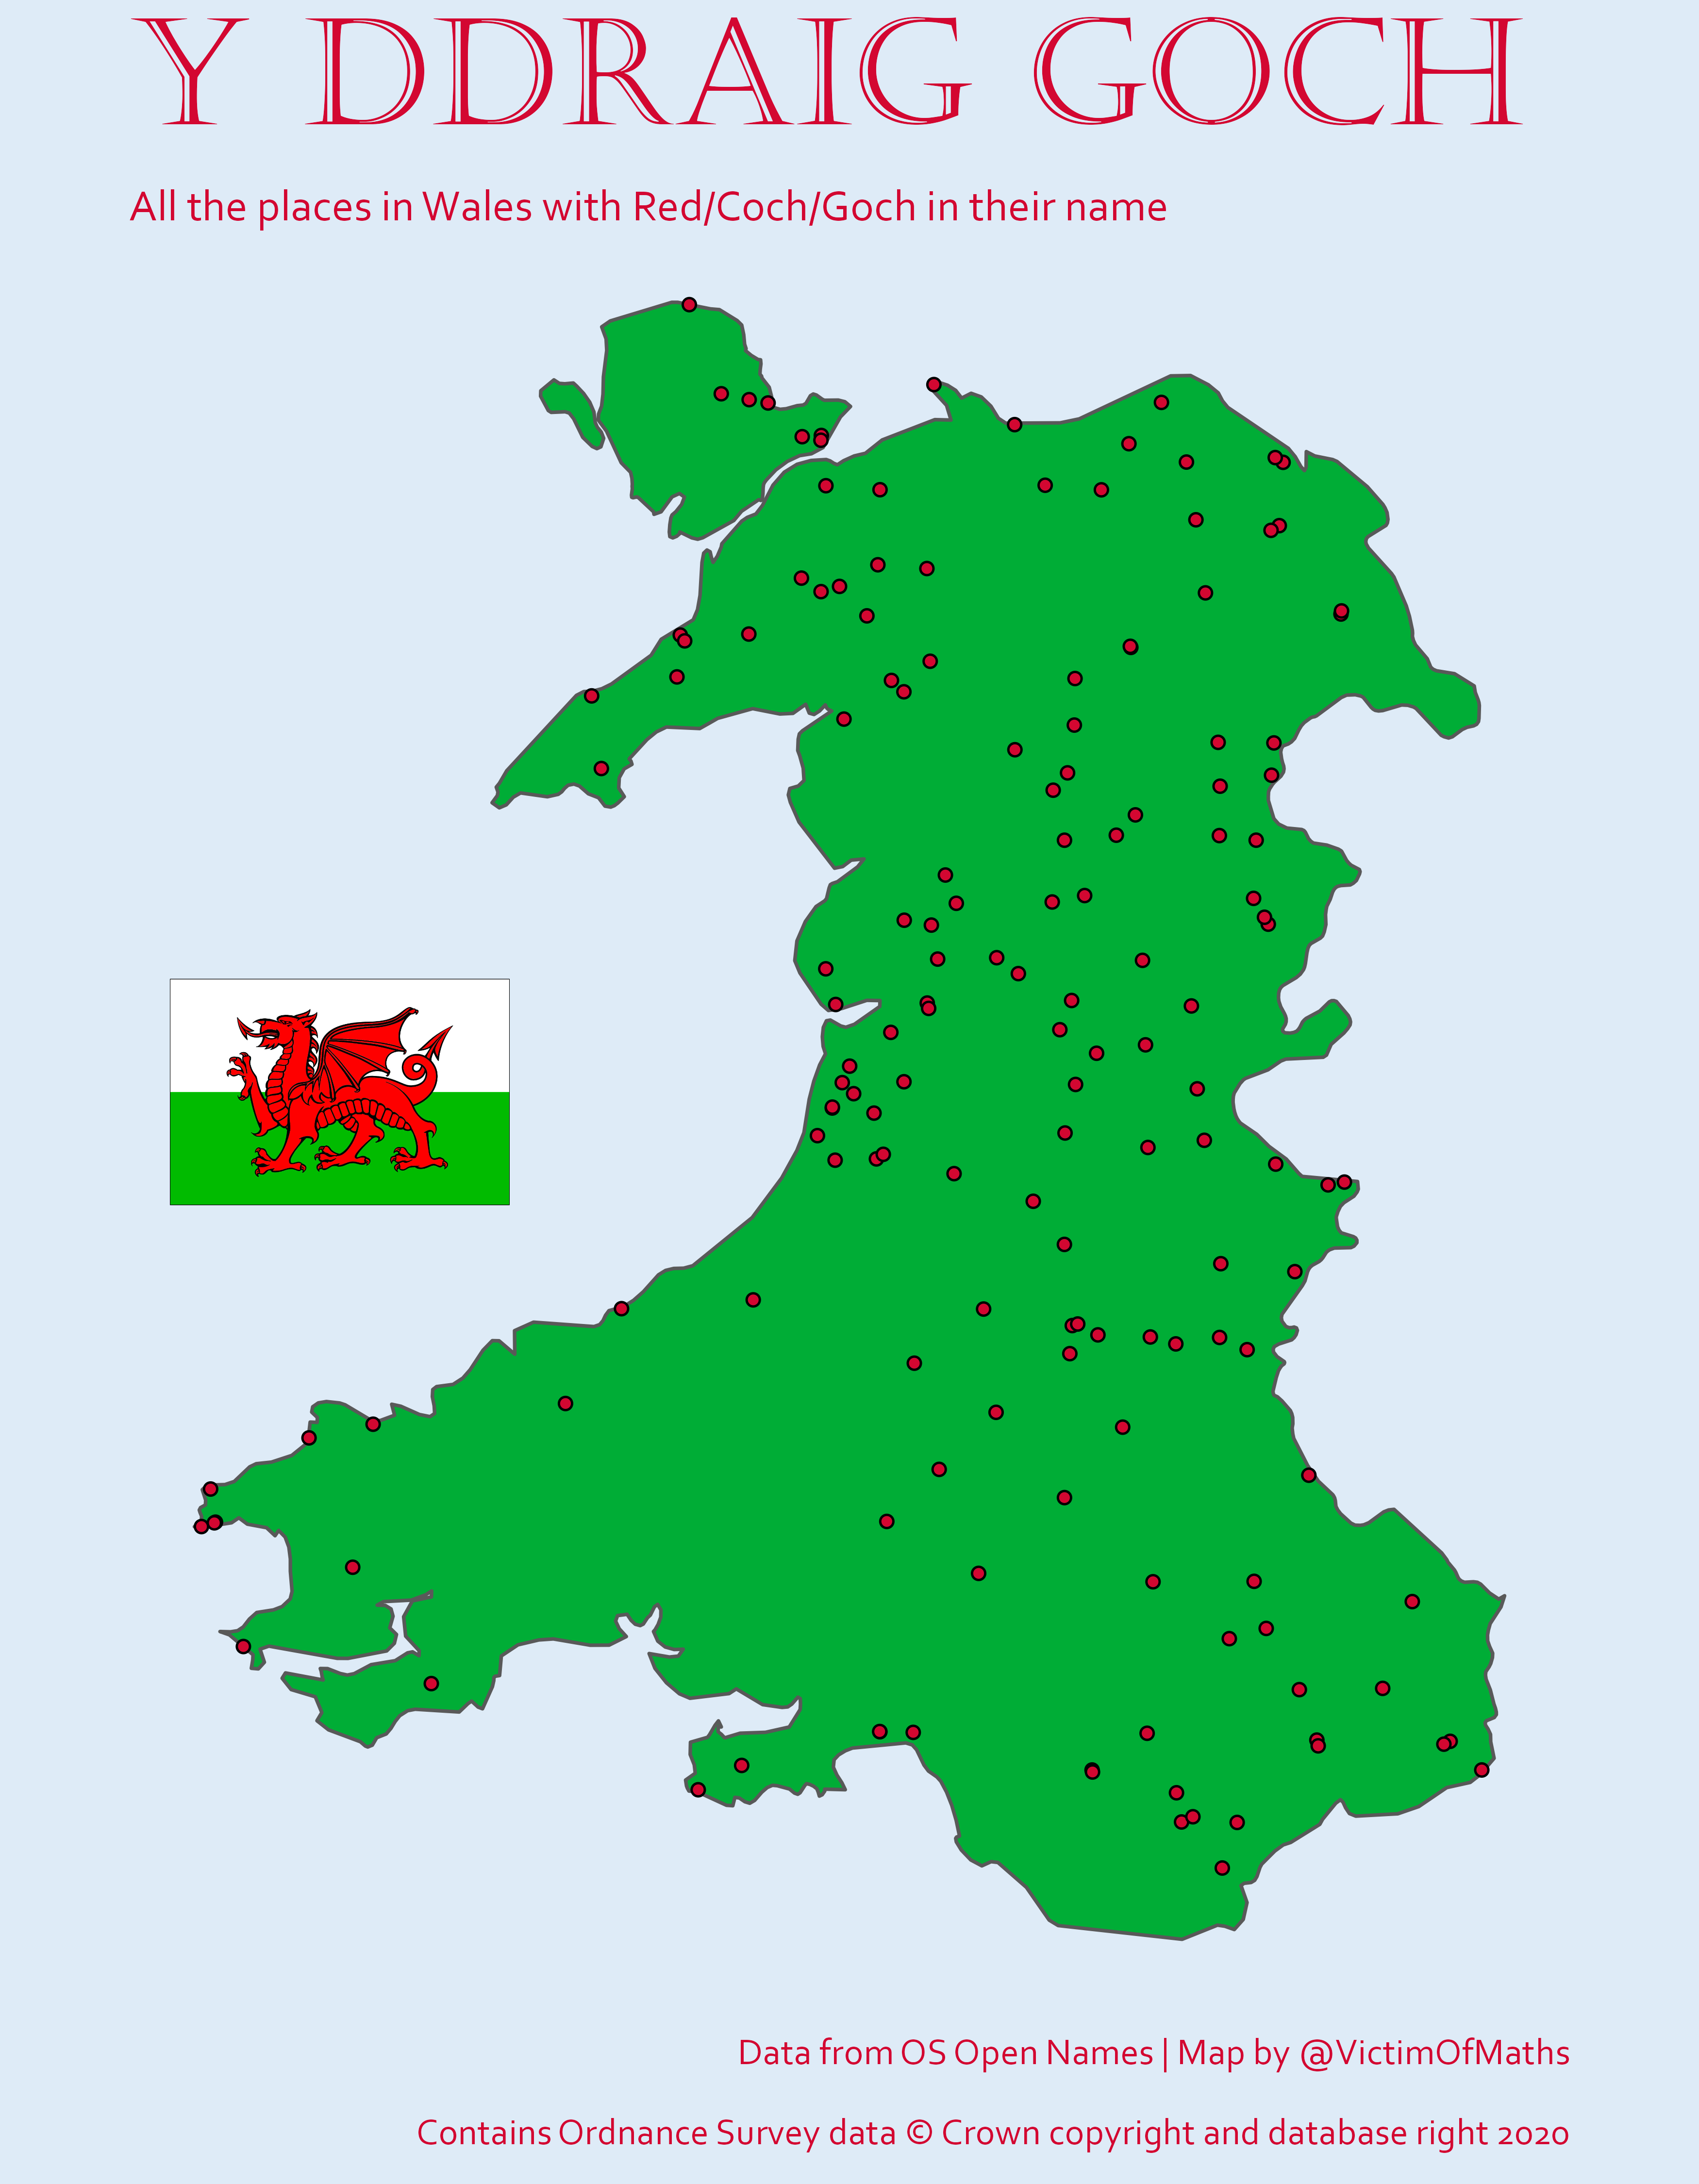 Y DDRAIG GOCH
All the places in Wales with Red/Coch/Goch in their name
Data from OS Open Names | Map by @VictimOfMaths
Contains Ordnance Survey data © Crown copyright and database right 2020